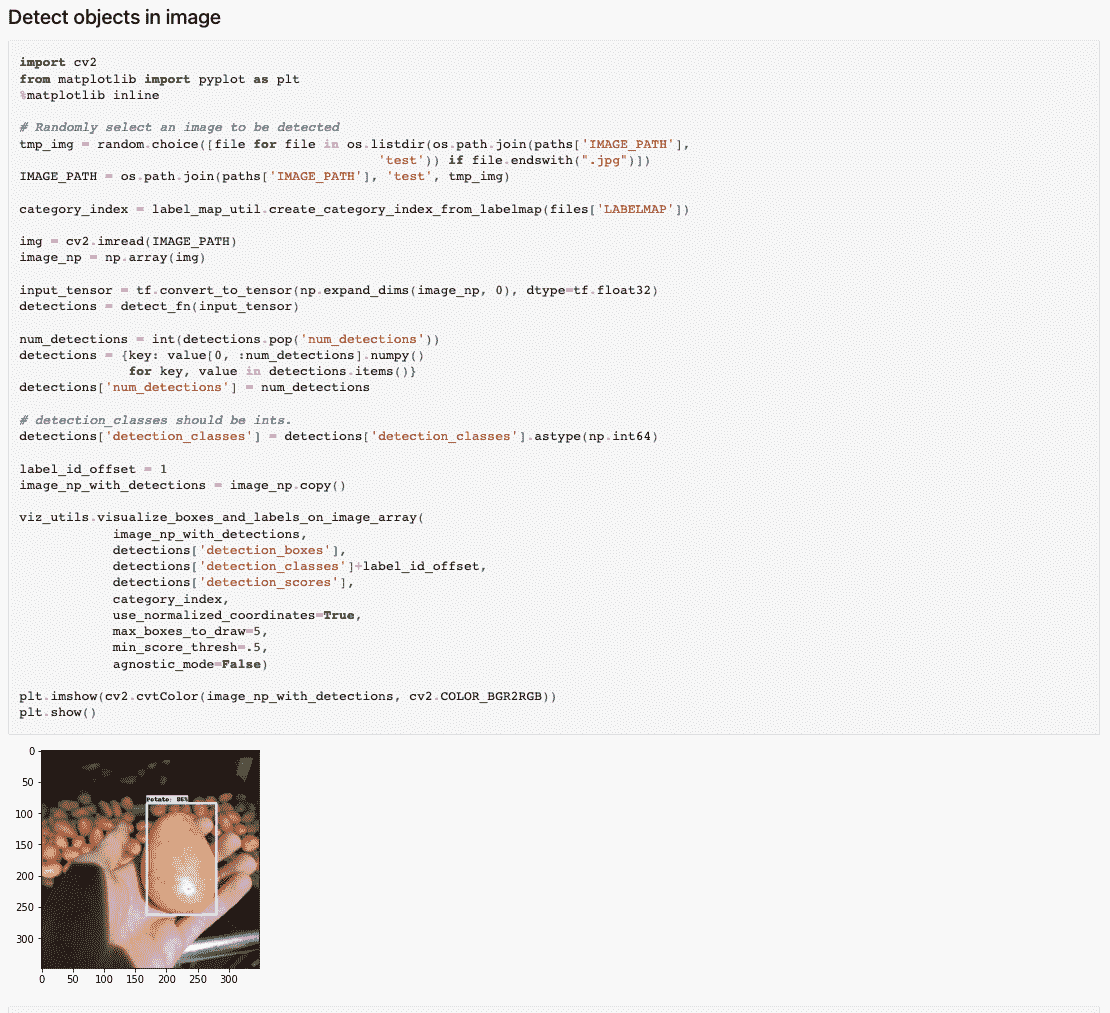 Detect objects in image
import cv2
from matplotlib import pyplot as plt
%matplotlib inline
# Randomly select an image to be detected
tmp_img = random.choice([file for file in os.listdir(os.path.join(paths['IMAGE_PATH'],
'test')) if file.endswith(".jpg")])
IMAGE_PATH = os.path.join(paths['IMAGE_PATH'], 'test', tmp_img)
category_index = label_map_util.create_category_index_from_labelmap(files['LABELMAP'])
img = cv2.imread(IMAGE_PATH)
image_np = np.array(img)
input_tensor = tf.convert_to_tensor(np.expand_dims(image_np, 0), dtype=tf.float32)
detections = detect_fn(input_tensor)
num_detections = int(detections.pop('num_detections'))
detections = {key: value[0, :num_detections].numpy()
for key, value in detections.items()}
detections['num_detections'] = num_detections
# detection_classes should be ints.
detections['detection_classes'] = detections['detection_classes'].astype(np.int64)
label_id_offset = 1
image_np_with_detections = image_np.copy()
viz_utils.visualize_boxes_and_labels_on_image_array(
image_np_with_detections,
detections['detection_boxes'],
detections['detection_classes']+label_id_offset,
detections['detection_scores'],
category_index,
use_normalized_coordinates=True,
max_boxes_to_draw=5,
min_score_thresh=.5,
agnostic_mode=False)
plt.imshow(cv2.cvtColor(image_np_with_detections, cv2.COLOR_BGR2RGB))
plt.show()
0
50
100
150
200
250
300
Potato:
0 50 100 150 200 250 300